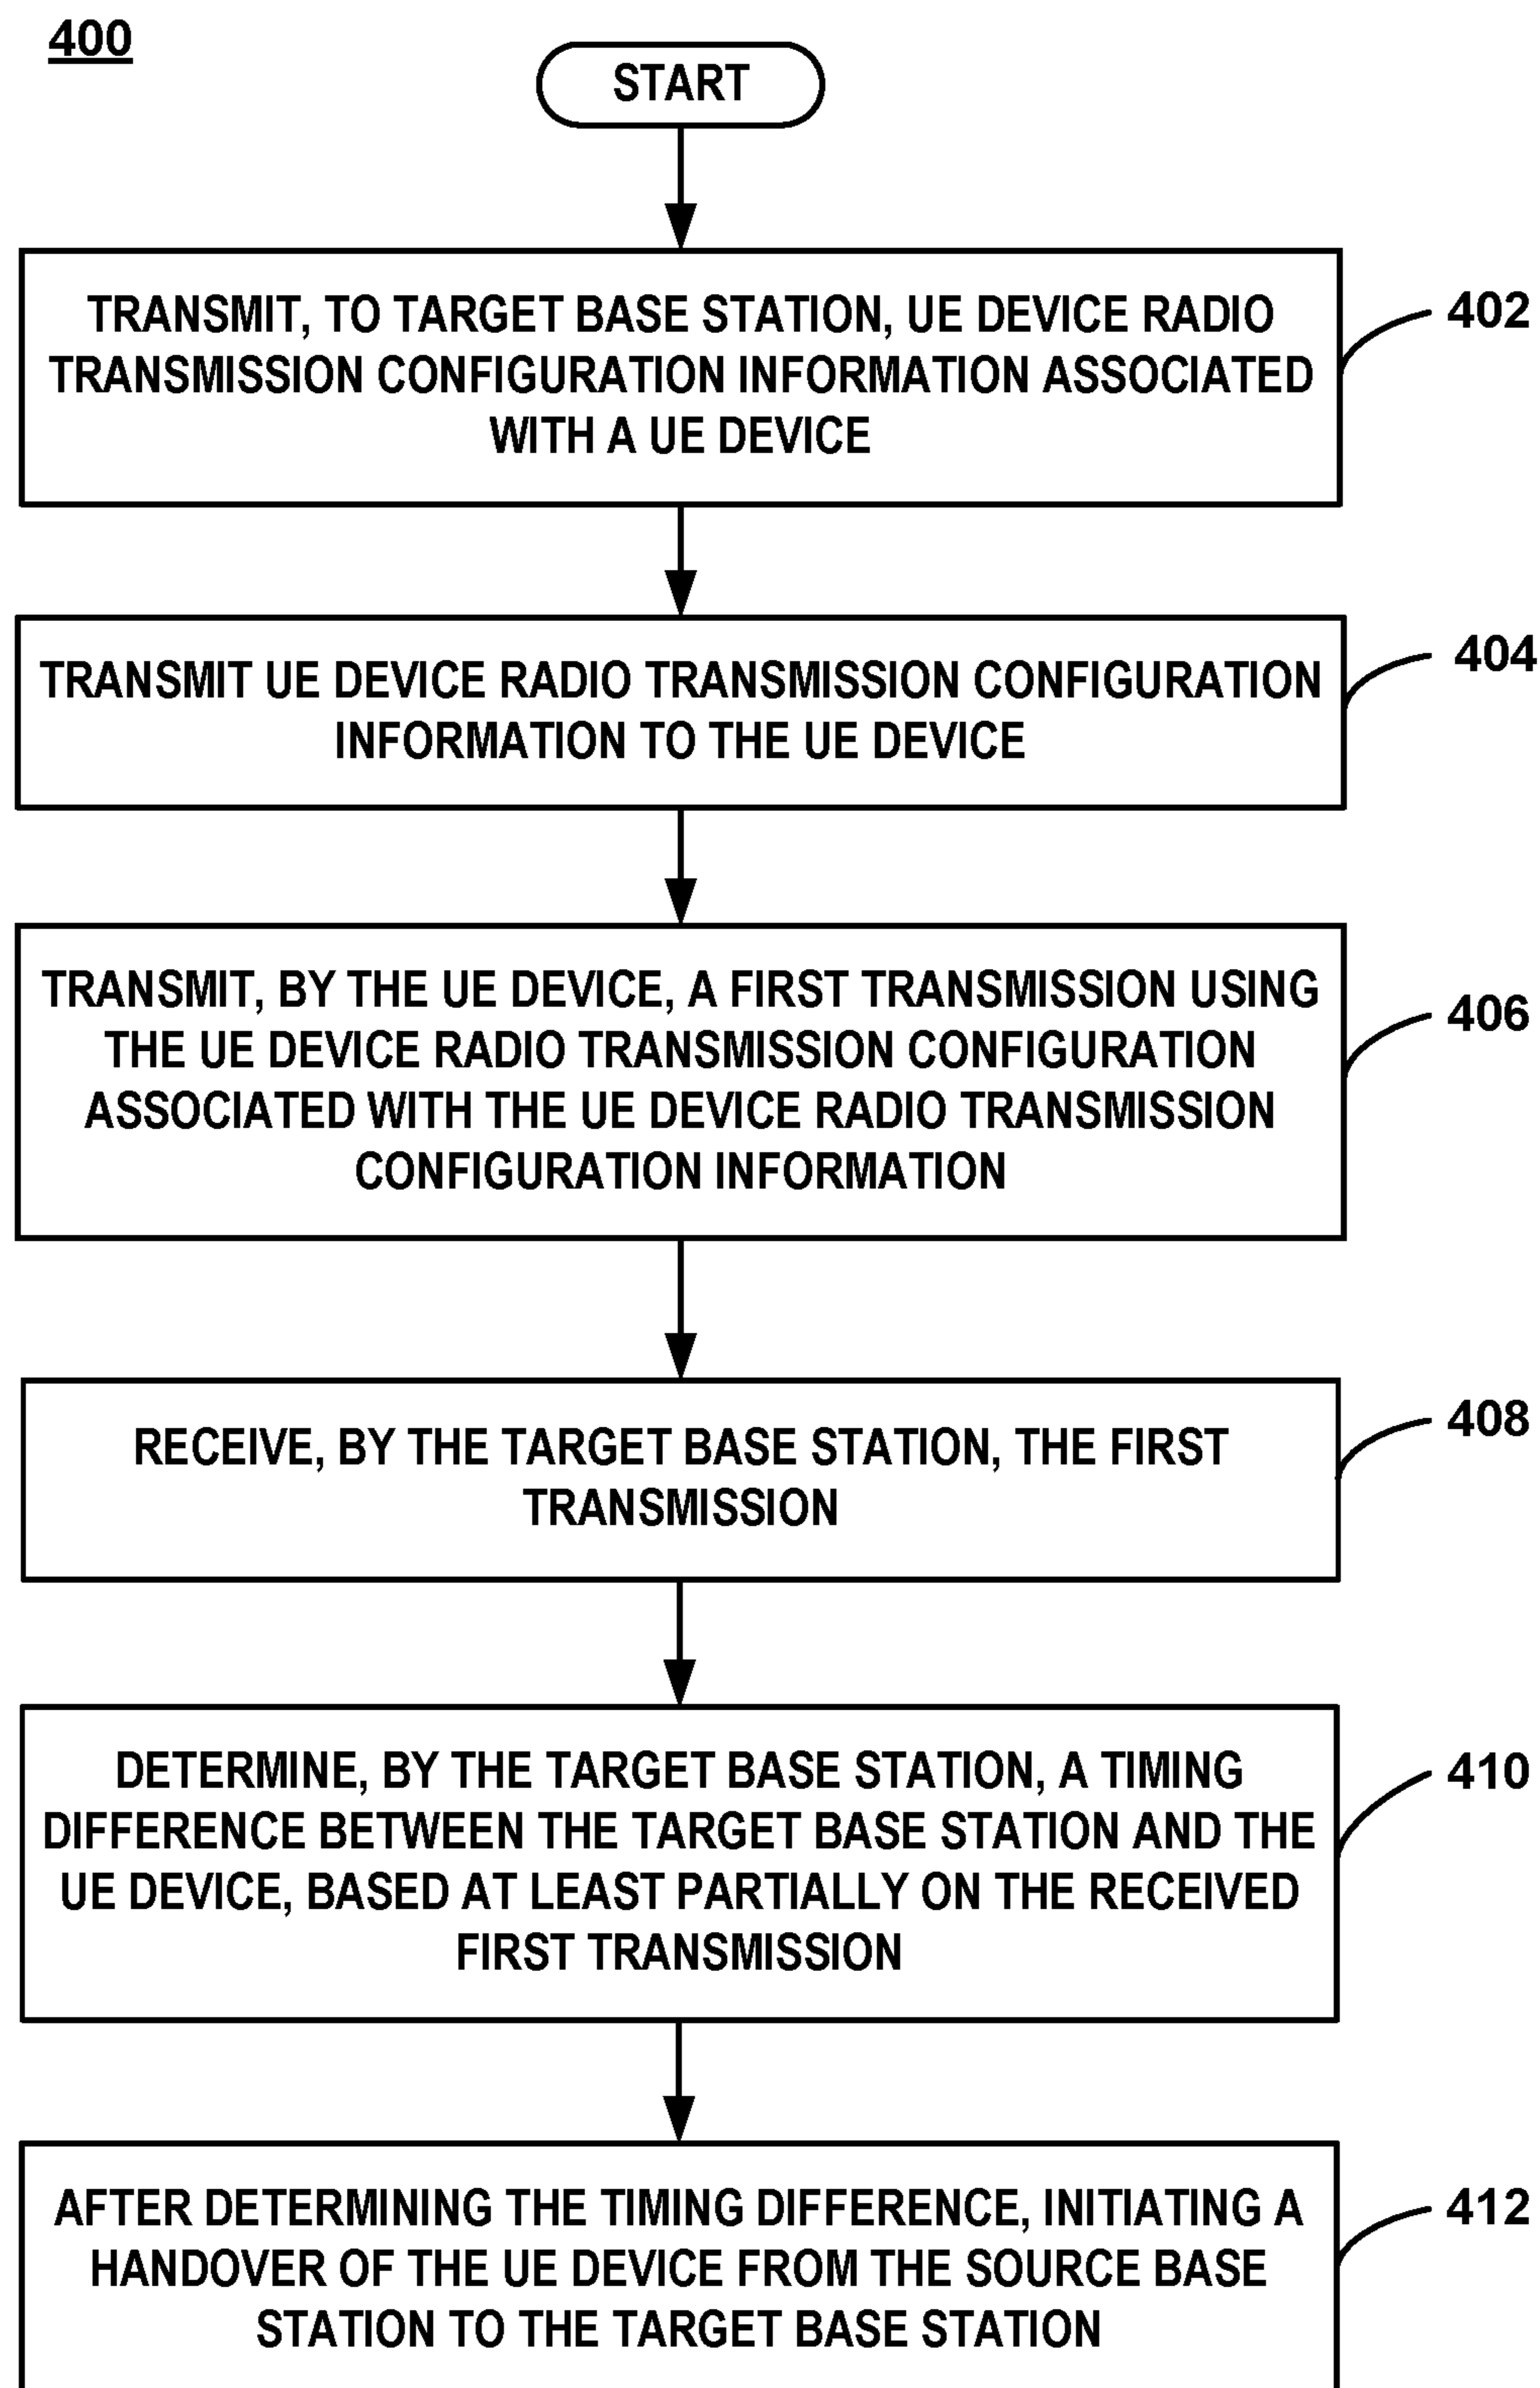 400
START
TRANSMIT, TO TARGET BASE STATION, UE DEVICE RADIO
TRANSMISSION CONFIGURATION INFORMATION ASSOCIATED
WITH A UE DEVICE
402
TRANSMIT UE DEVICE RADIO TRANSMISSION CONFIGURATION
INFORMATION TO THE UE DEVICE
404
TRANSMIT, BY THE UE DEVICE, A FIRST TRANSMISSION USING
THE UE DEVICE RADIO TRANSMISSION CONFIGURATION
ASSOCIATED WITH THE UE DEVICE RADIO TRANSMISSION
CONFIGURATION INFORMATION
406
RECEIVE, BY THE TARGET BASE STATION, THE FIRST
TRANSMISSION
408
DETERMINE, BY THE TARGET BASE STATION, A TIMING
DIFFERENCE BETWEEN THE TARGET BASE STATION AND THE
UE DEVICE, BASED AT LEAST PARTIALLY ON THE RECEIVED
FIRST TRANSMISSION
410
AFTER DETERMINING THE TIMING DIFFERENCE, INITIATING A
HANDOVER OF THE UE DEVICE FROM THE SOURCE BASE
STATION TO THE TARGET BASE STATION
412